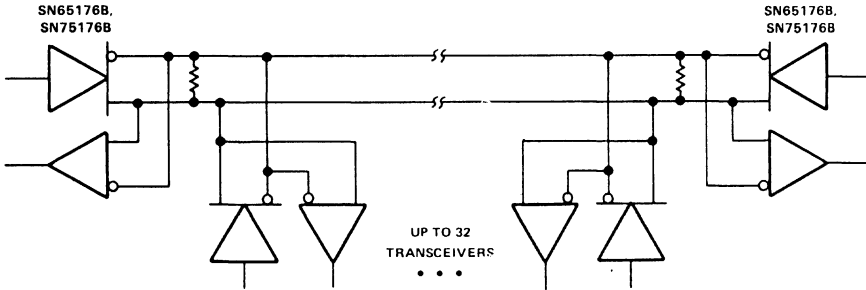 SN65176B,
SN75176B
SN65176B,
SN75176B
UP TO 32
TRANSCEIVERS
• • •